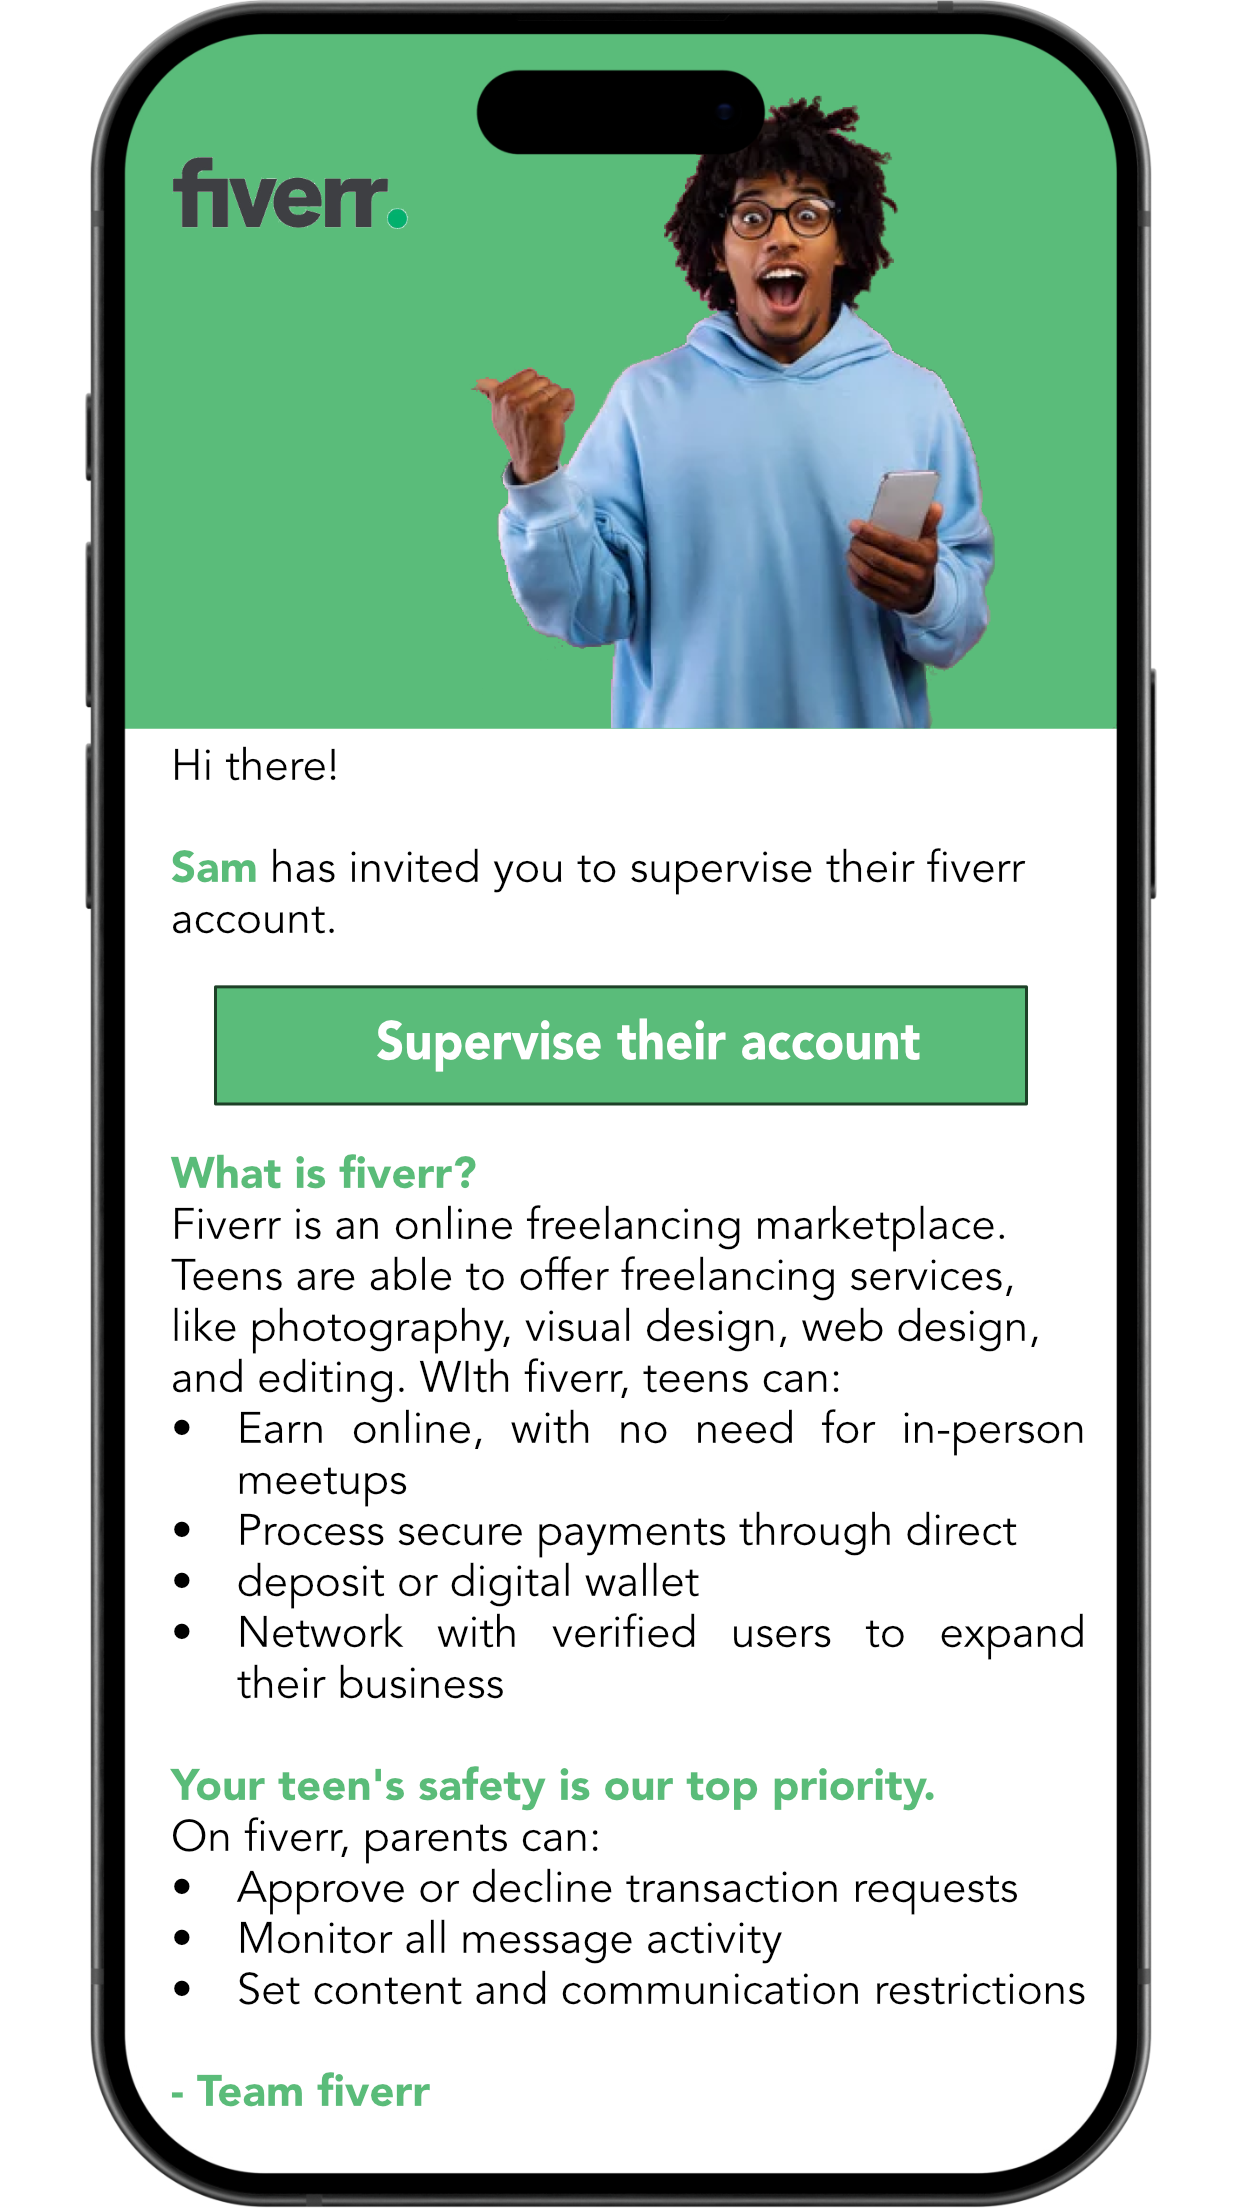 fiverr.
Hi there!
Sam has invited you to supervise their fiverr
account.
Supervise their account
What is fiverr?
Fiverr is an online freelancing marketplace.
Teens are able to offer freelancing services,
like photography, visual design, web design,
and editing. WIth fiverr, teens can:
• Earn online, with no need for in-person
meetups
• Process secure payments through direct
• deposit or digital wallet
• Network with verified users to expand
their business
Your teen's safety is our top priority.
On fiverr, parents can:
• Approve or decline transaction requests
• Monitor all message activity
• Set content and communication restrictions
- Team fiverr